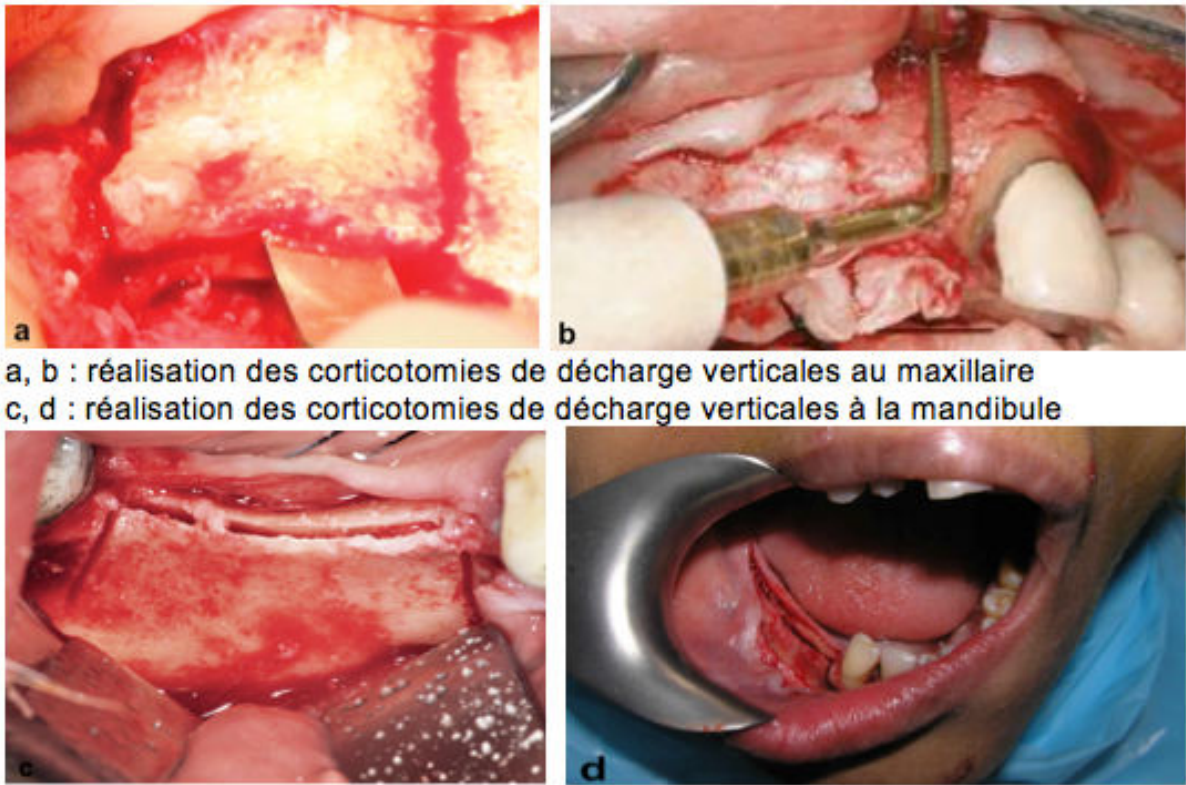 a
b
a, b : réalisation des corticotomies de décharge verticales au maxillaire
c, d : réalisation des corticotomies de décharge verticales à la mandibule
c
d